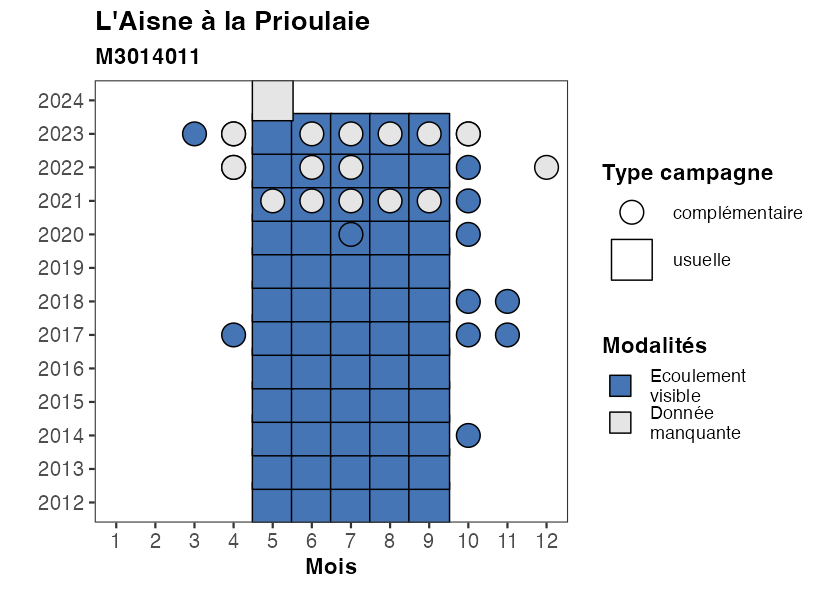 L'Aisne à la Prioulaie
M3014011
2024
2023
2022
2021
2020
2019
2018
2017
2016
2015
2014
2013
2012
1 2 3 4 5 6 7 8 9 10 11 12
Mois
Type campagne
complémentaire
usuelle
Modalités
Ecoulement
visible
Donnée
manquante